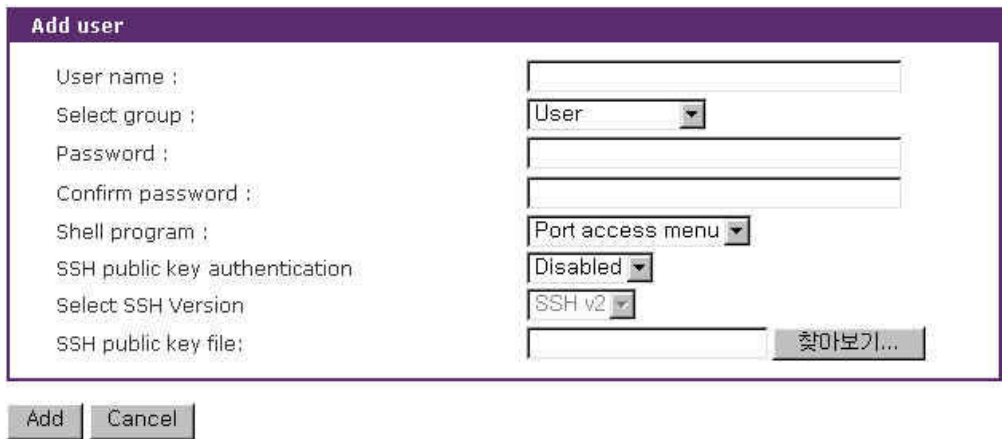 Add user
User name :
Select group : User
Password :
Confirm password :
Shell program : Port access menu
SSH public key authentication Disabled
Select SSH Version SSH v2
SSH public key file: 찾아보기...
Add Cancel